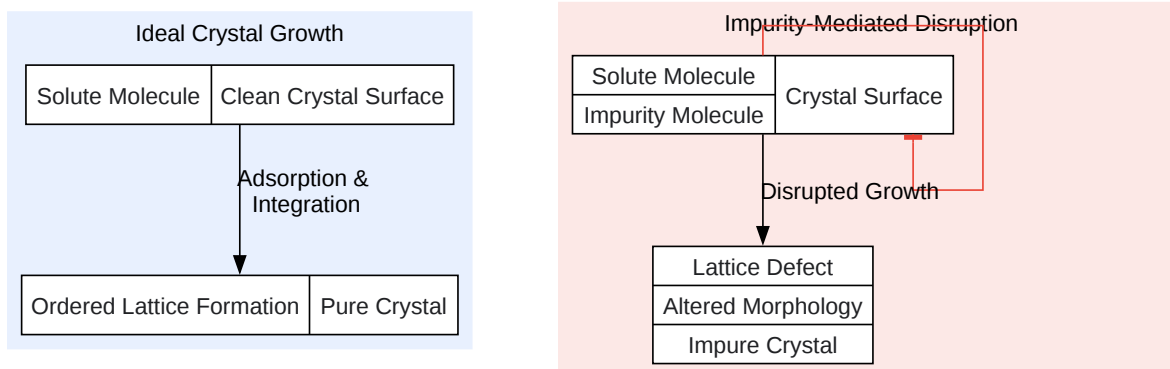 Ideal Crystal Growth
Solute Molecule
Clean Crystal Surface
Adsorption &
Integration
Ordered Lattice Formation
Pure Crystal
Impurity-Mediated Disruption
Solute Molecule
Impurity Molecule
Crystal Surface
Disrupted Growth
Lattice Defect
Altered Morphology
Impure Crystal